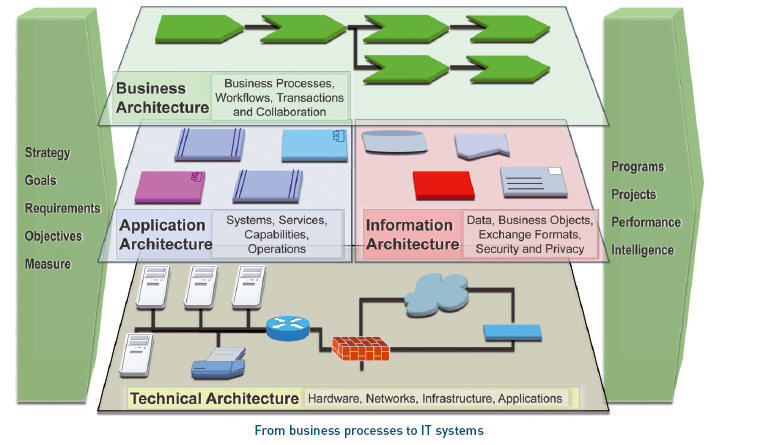 Business
Architecture
Business Processes,
Workflows, Transactions
and Collaboration
Strategy
Goals
Requirements
Objectives
Measure
Application
Architecture
Systems, Services,
Capabilities,
Operations
Information
Architecture
Data, Business Objects,
Exchange Formats,
Security and Privacy
Programs
Projects
Performance
Intelligence
Technical Architecture
Hardware, Networks, Infrastructure, Applications
From business processes to IT systems